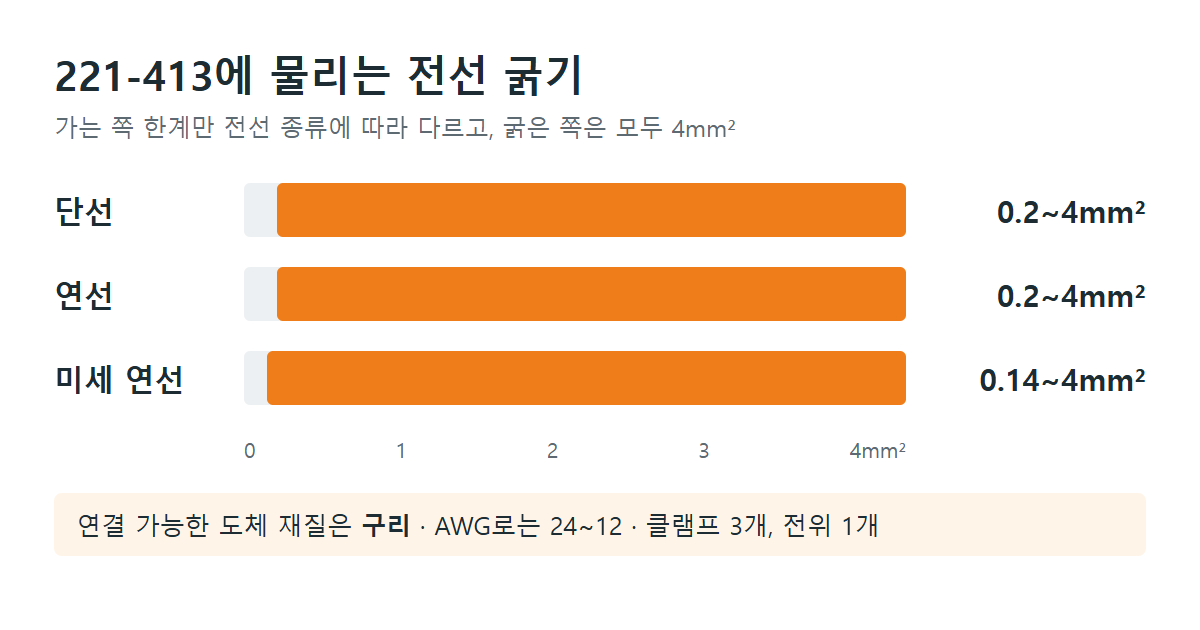 221-413에 물리는 전선 굵기
가는 쪽 한계만 전선 종류에 따라 다르고, 굵은 쪽은 모두 4mm²
단선 0.2~4mm²
연선 0.2~4mm²
미세 연선 0.14~4mm²
0 1 2 3 4mm²
연결 가능한 도체 재질은 구리 · AWG로는 24~12 · 클램프 3개, 전위 1개